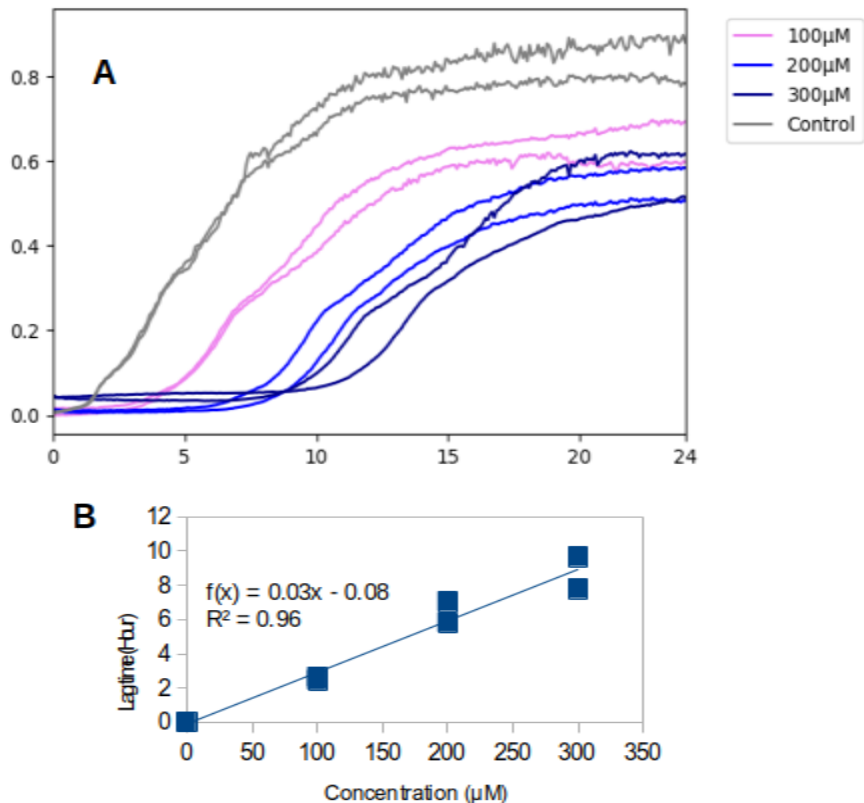 A
0.8
0.6
0.4
0.2
0.0
0 5 10 15 20 24
100µM
200µM
300µM
Control
B
12
10
8
6
4
2
0
f(x) = 0.03x - 0.08
R² = 0.96
Lagtime(Hour)
0 50 100 150 200 250 300 350
Concentration (µM)